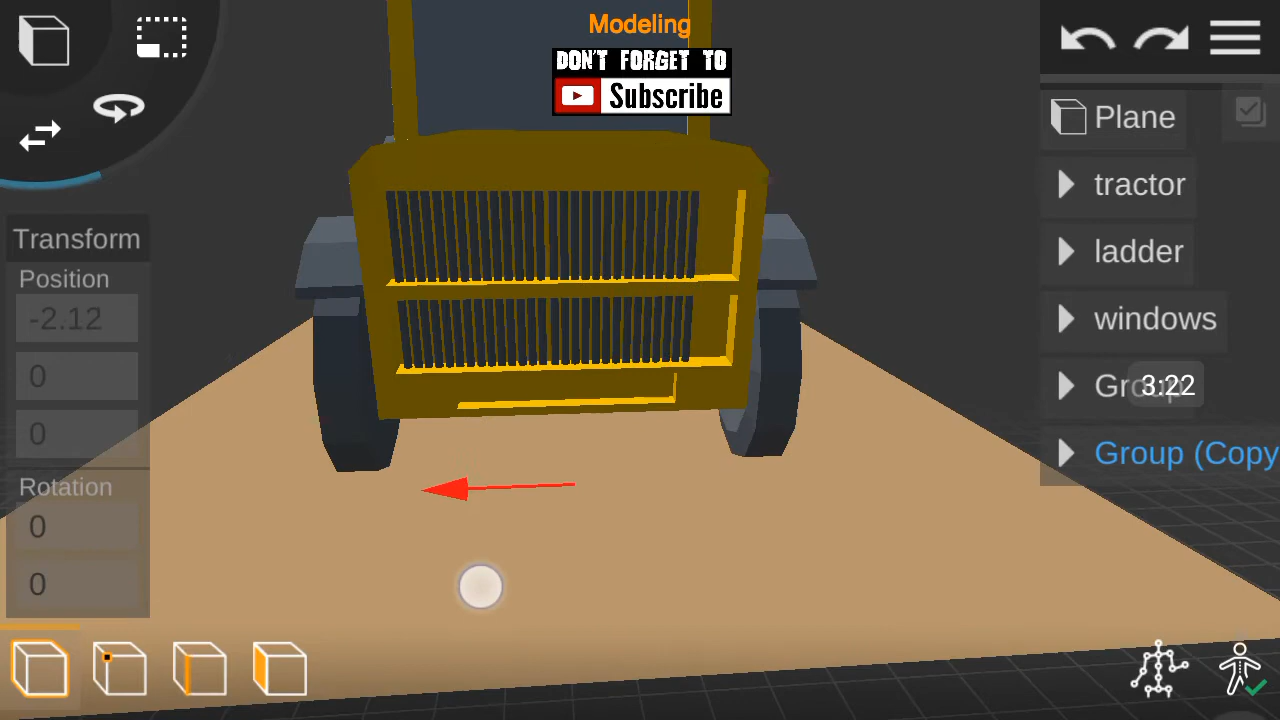 Modeling
DON'T FORGET TO
Subscribe
Plane
tractor
ladder
windows
Group
3:22
Group (Copy
Transform
Position
-2.12
0
0
Rotation
0
0